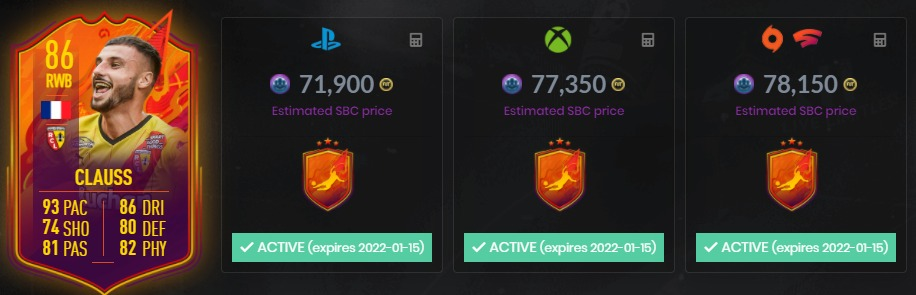 86
RWB
CLAUSS
93 PAC 86 DRI
74 SHO 80 DEF
81 PAS 82 PHY
71,900
Estimated SBC price
ACTIVE (expires 2022-01-15)
77,350
Estimated SBC price
ACTIVE (expires 2022-01-15)
78,150
Estimated SBC price
ACTIVE (expires 2022-01-15)